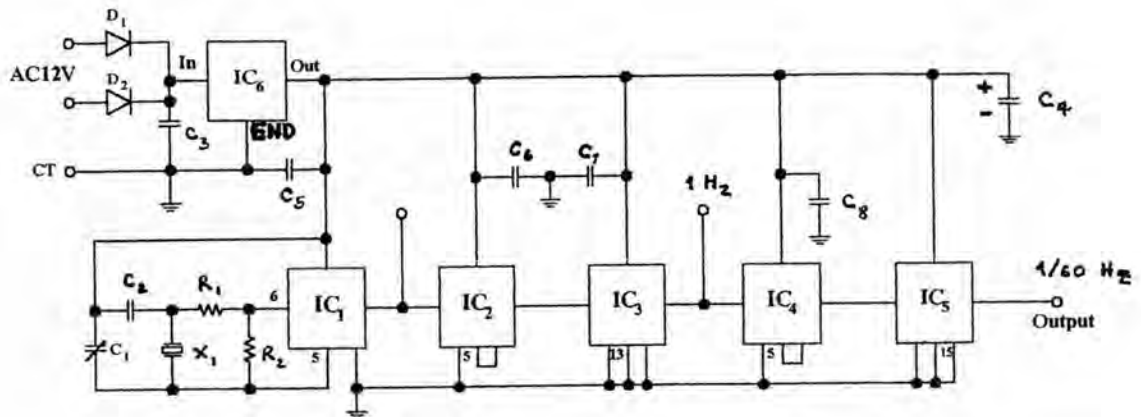 D1
AC12V
D2
In
IC6
Out
END
C3
CT
C5
C6
C7
1 Hz
C8
+
-
C4
C2
R1
6
IC1
IC2
IC3
IC4
IC5
1/60 Hz
Output
C1
X1
R2
5
5
13
5
15